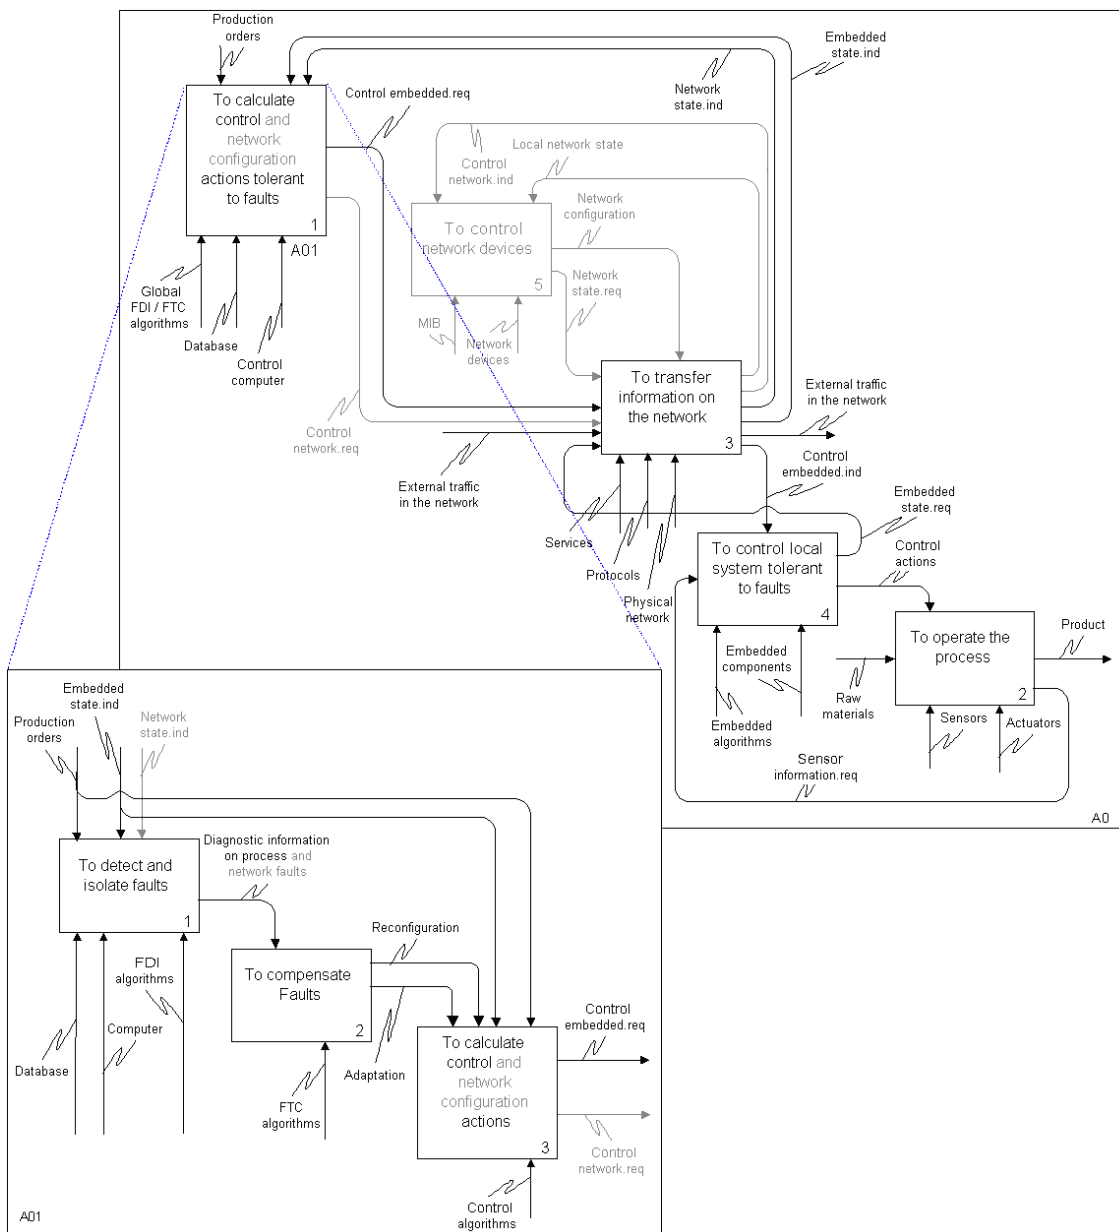 Production
orders
Embedded
state.ind
Network
state.ind
To calculate
control and
network
configuration
actions tolerant
to faults
1
A01
Control embedded.req
Control
network.ind
Local network state
Network
configuration
To control
network devices
5
Network
state.req
MIB
Network
devices
Global
FDI / FTC
algorithms
Database
Control
computer
Control
network.req
To transfer
information on
the network
3
External traffic
in the network
External traffic
in the network
Control
embedded.ind
Services
Protocols
Physical
network
Embedded
state.req
To control local
system tolerant
to faults
4
Control
actions
To operate the
process
2
Product
Raw
materials
Embedded
components
Embedded
algorithms
Sensors
Actuators
Sensor
information.req
A0
Embedded
state.ind
Production
orders
Network
state.ind
To detect and
isolate faults
1
Diagnostic information
on process and
network faults
Reconfiguration
FDI
algorithms
Computer
Database
To compensate
Faults
2
Adaptation
FTC
algorithms
To calculate
control and
network
configuration
actions
3
Control
embedded.req
Control
network.req
Control
algorithms
A01